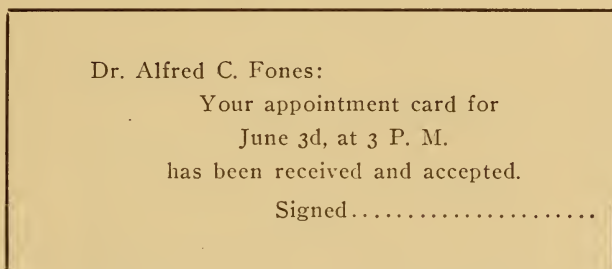 Dr. Alfred C. Fones:
Your appointment card for
June 3d, at 3 P. M.
has been received and accepted.
Signed......................